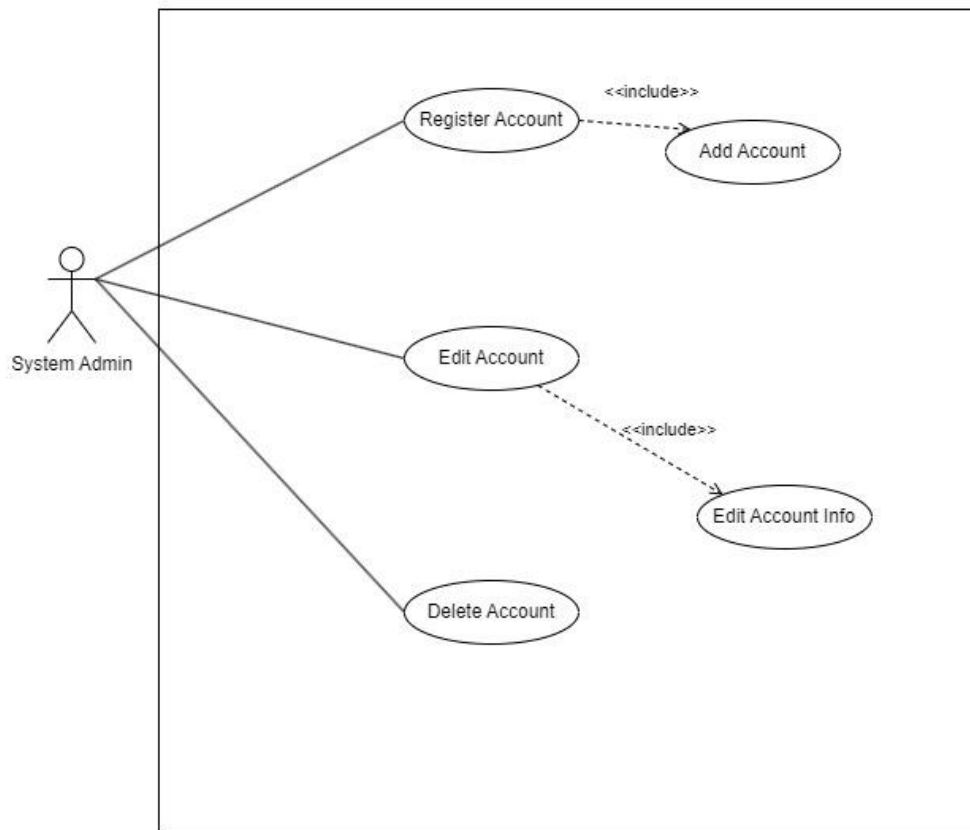 <<include>>
Register Account
Add Account
System Admin
Edit Account
<<include>>
Edit Account Info
Delete Account